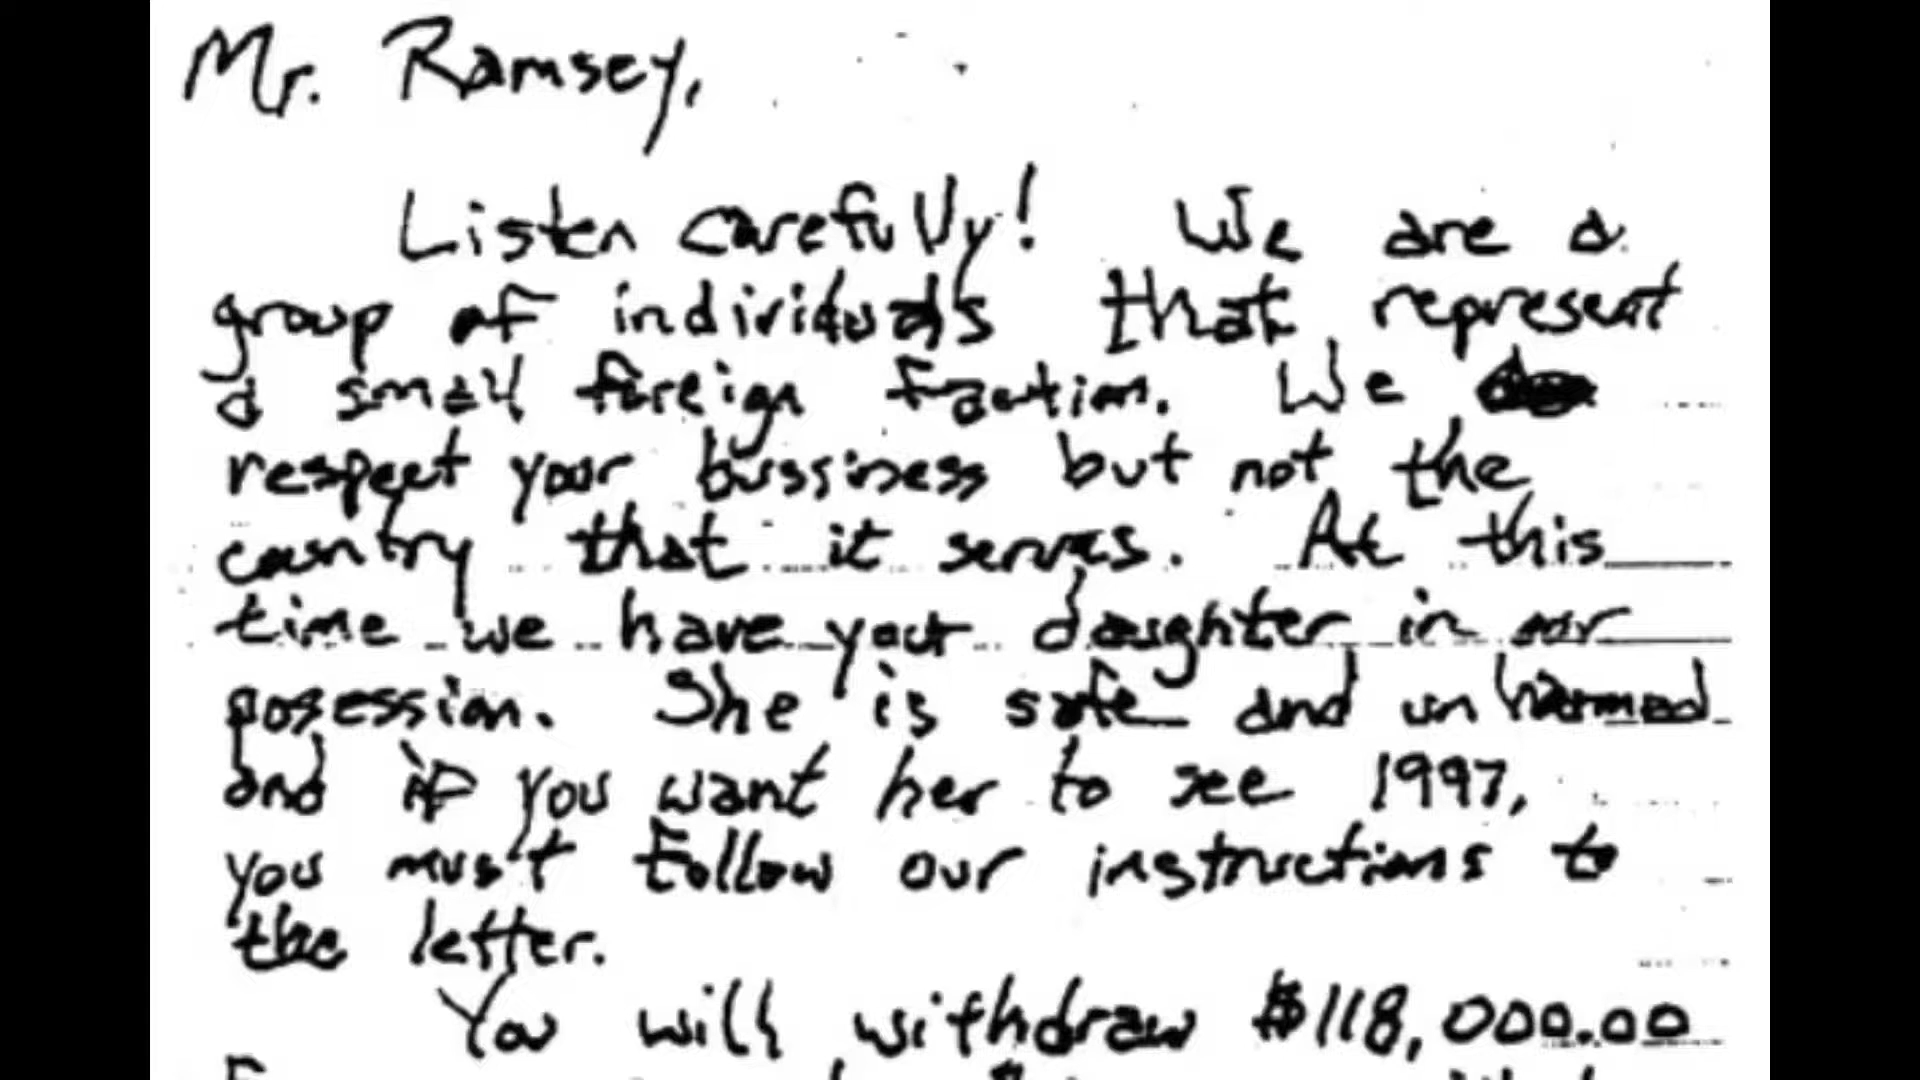 Mr. Ramsey,
Listen carefully! We are a
group of individuals that represent
a small foreign faction. We
respect your bussiness but not the
country that it serves. At this
time we have your daughter in our
posession. She is safe and unharmed
and if you want her to see 1997,
you must follow our instructions to
the letter.
You will withdraw $118,000.00